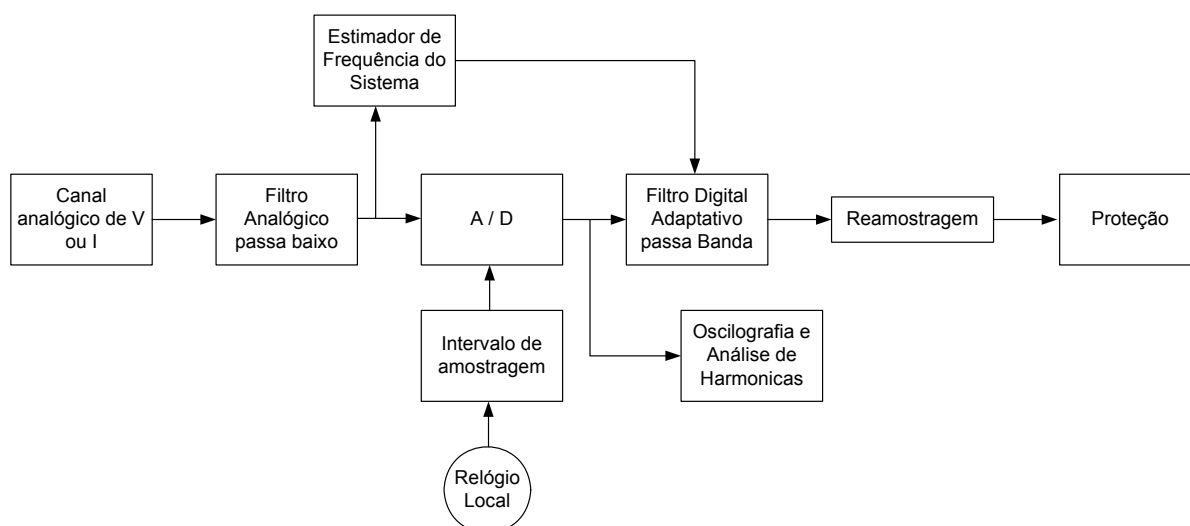 Estimador de
Frequência do
Sistema
Canal
analógico de V
ou I
Filtro
Analógico
passa baixo
A / D
Filtro Digital
Adaptativo
passa Banda
Reamostragem
Proteção
Intervalo de
amostragem
Oscilografia e
Análise de
Harmonicas
Relógio
Local